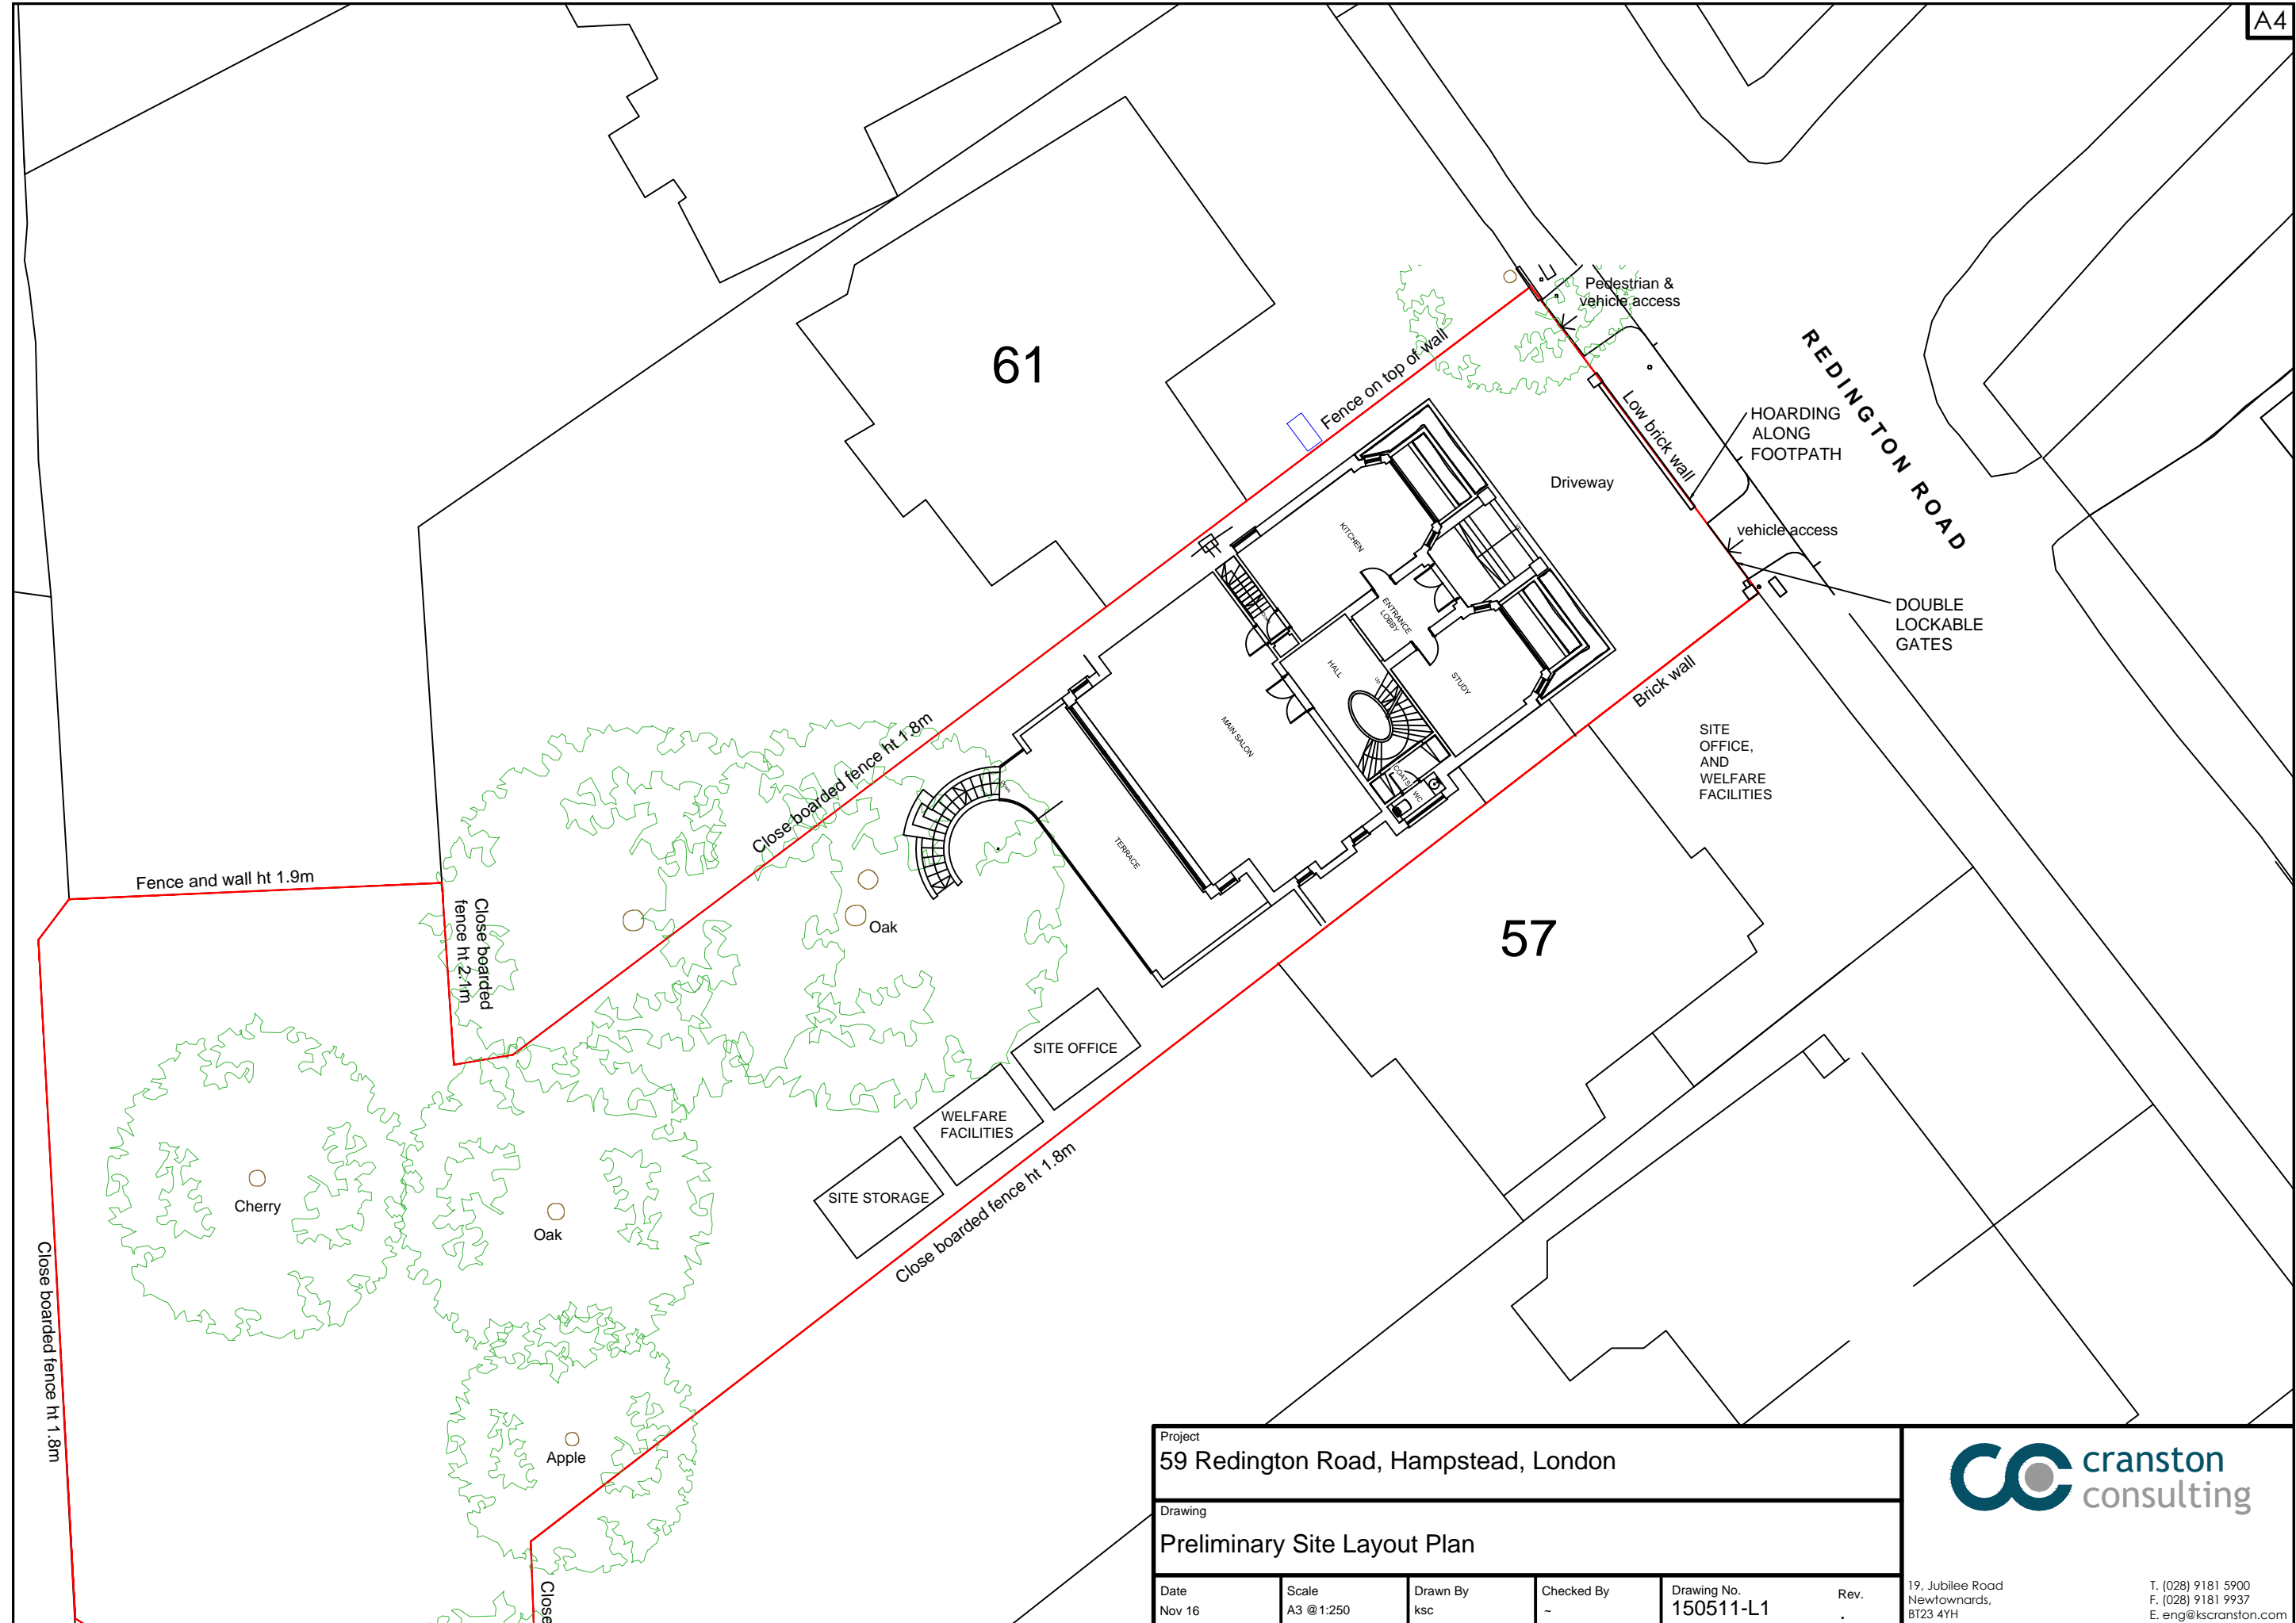 A4
61
Pedestrian &
vehicle access
Fence on top of wall
Low brick wall
HOARDING
ALONG
FOOTPATH
REDINGTON ROAD
Driveway
vehicle access
DOUBLE
LOCKABLE
GATES
KITCHEN
ENTRANCE
LOBBY
HALL
Up
STUDY
MAIN SALON
COATS
WC
TERRACE
Brick wall
SITE
OFFICE,
AND
WELFARE
FACILITIES
57
Close boarded fence ht 1.8m
Fence and wall ht 1.9m
Close boarded
fence ht 2.1m
Oak
SITE OFFICE
WELFARE
FACILITIES
SITE STORAGE
Close boarded fence ht 1.8m
Cherry
Oak
Apple
Close boarded fence ht 1.8m
Close
Project
59 Redington Road, Hampstead, London
Drawing
Preliminary Site Layout Plan
Date
Nov 16
Scale
A3 @1:250
Drawn By
ksc
Checked By
~
Drawing No.
150511-L1
Rev.
.
cranston
consulting
19, Jubilee Road
Newtownards,
BT23 4YH
T. (028) 9181 5900
F. (028) 9181 9937
E. eng@kscranston.com